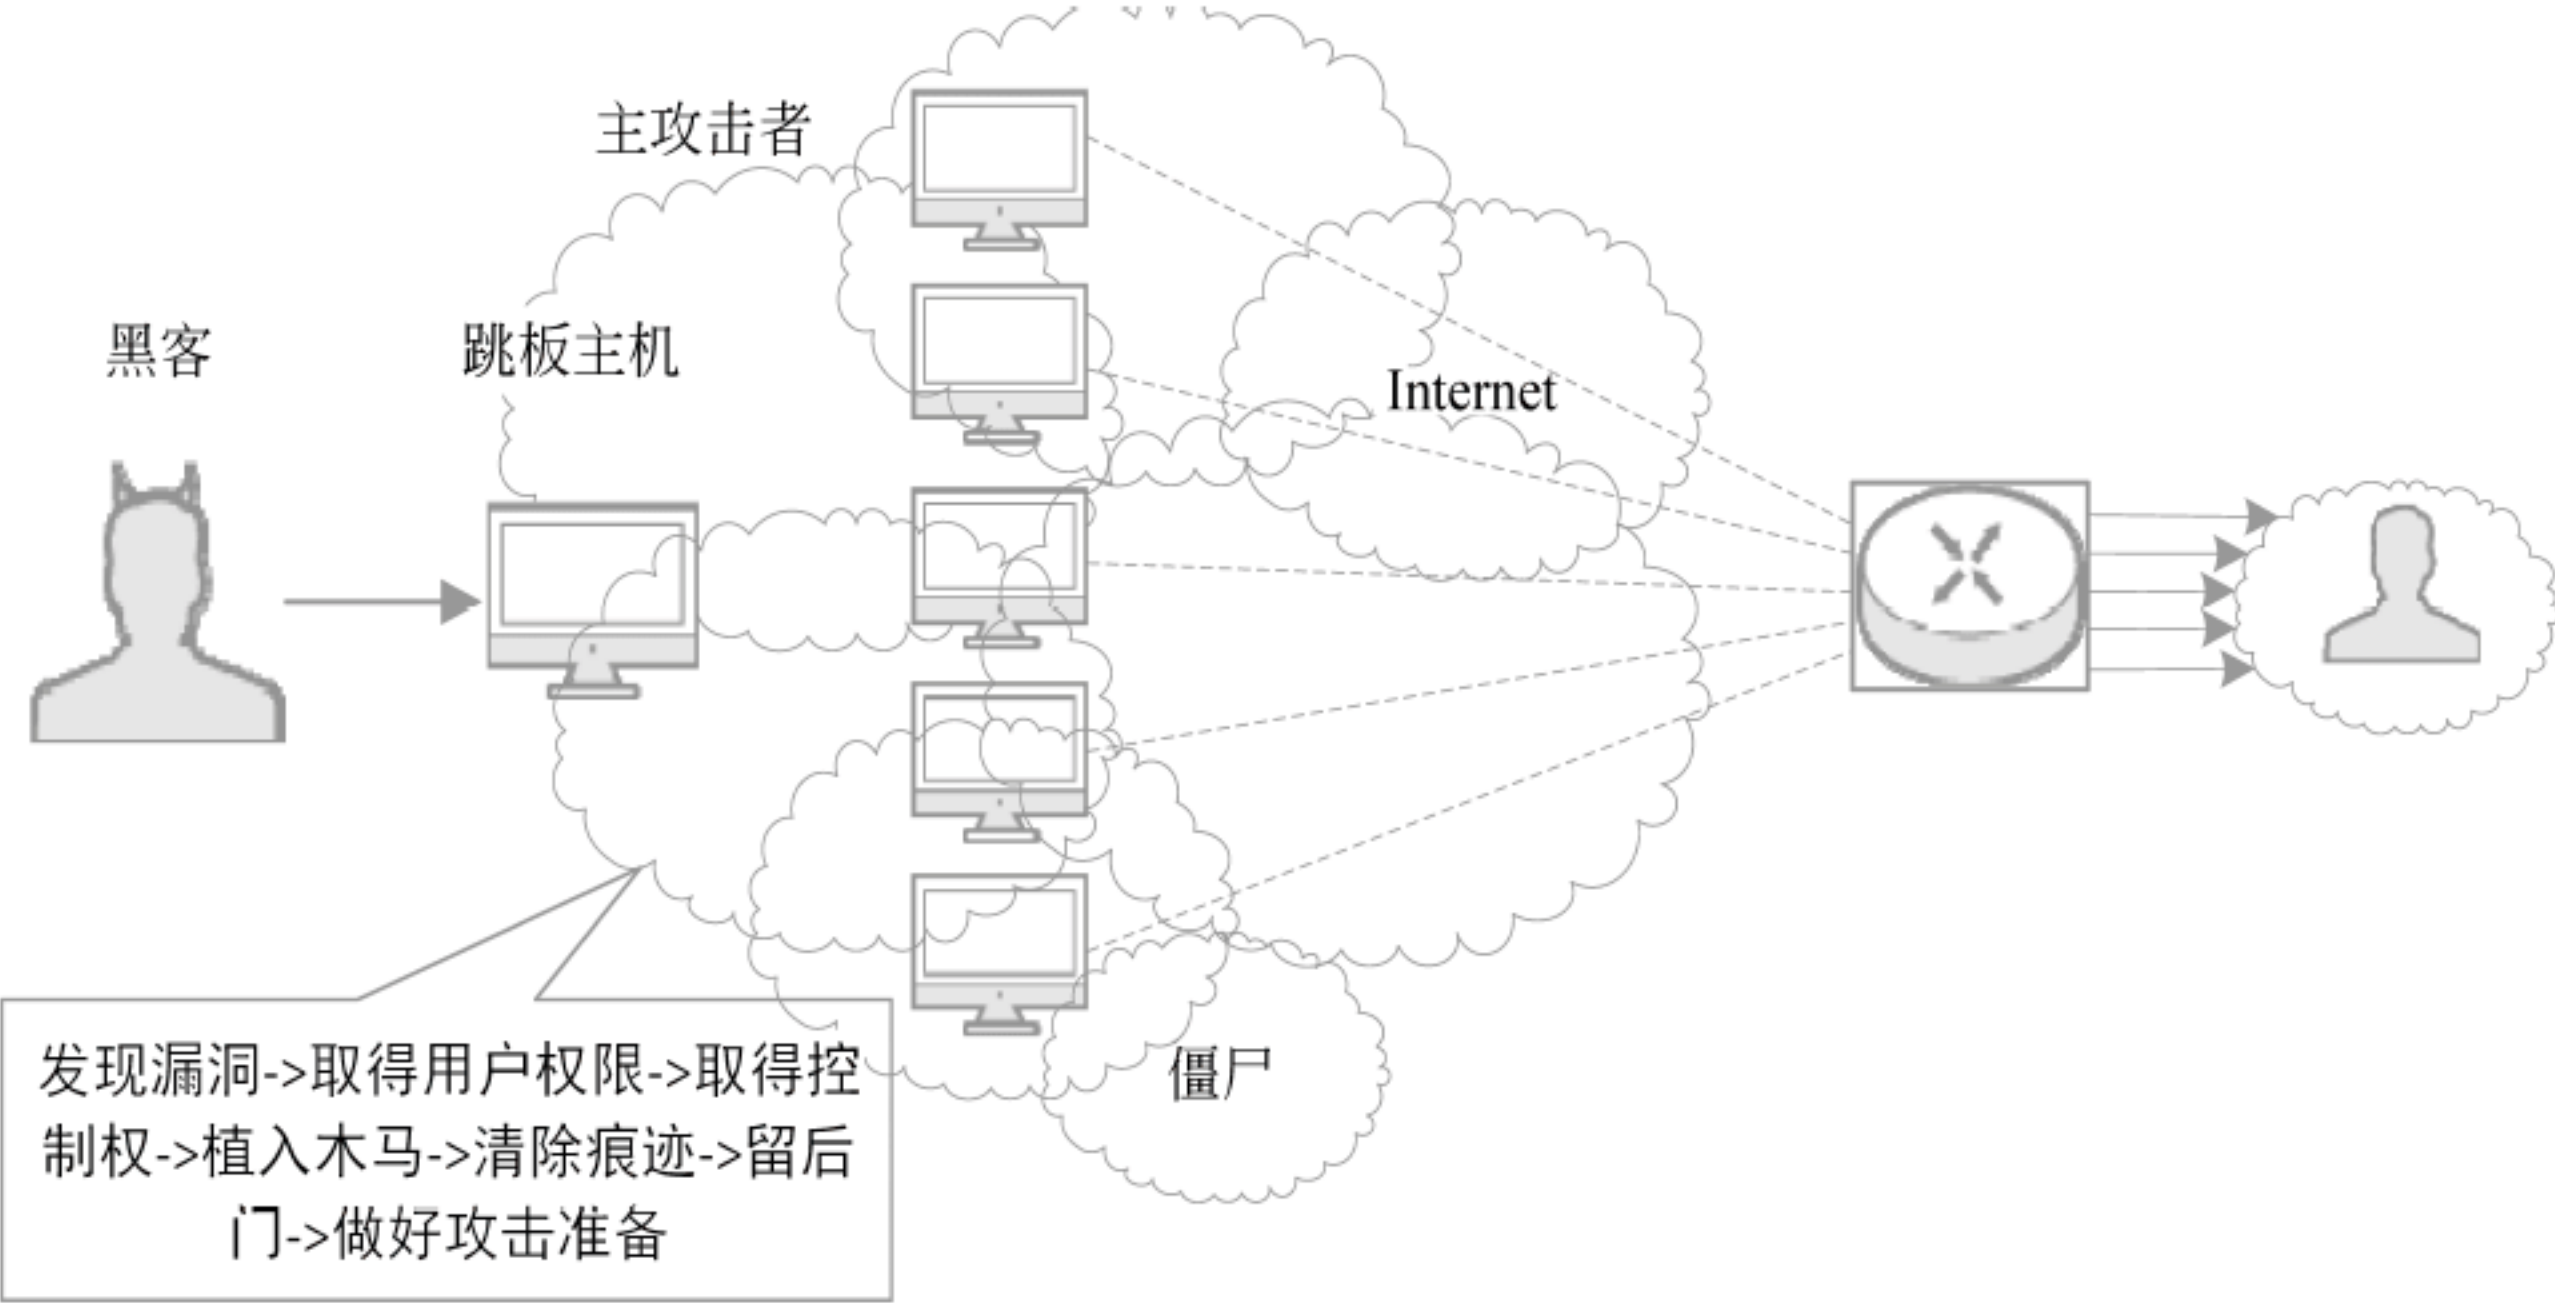 主攻击者
黑客
跳板主机
Internet
僵尸
发现漏洞->取得用户权限->取得控
制权->植入木马->清除痕迹->留后
门->做好攻击准备